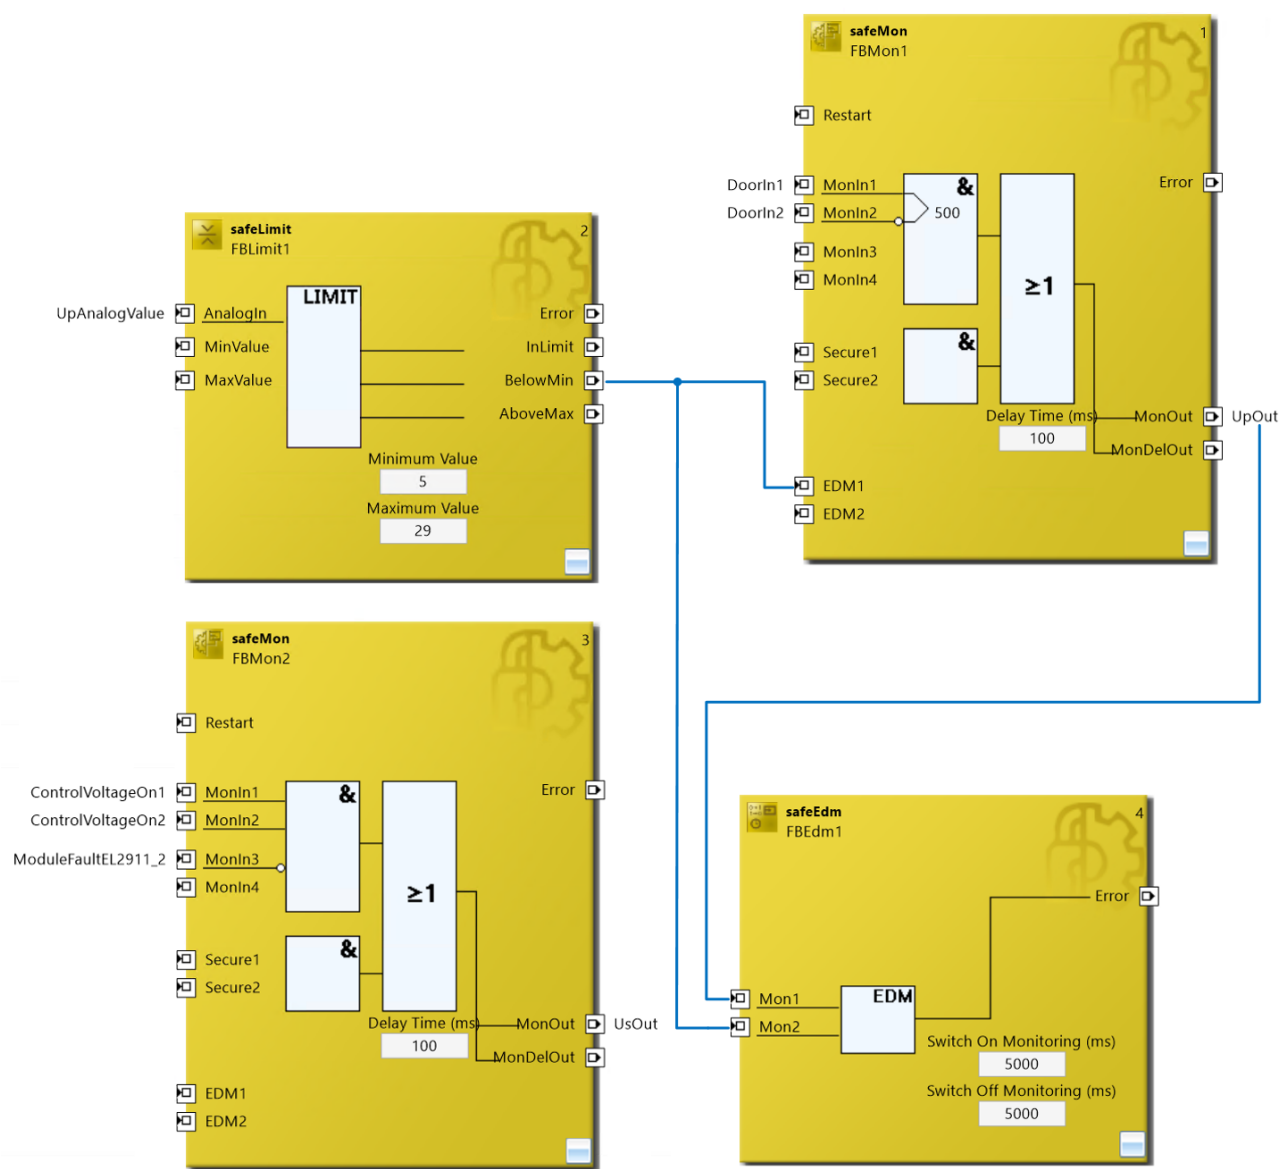 safeMon
FBMon1
1
Restart
DoorIn1 MonIn1 & Error
DoorIn2 MonIn2 500
MonIn3
MonIn4
≥1
Secure1 &
Secure2
Delay Time (ms) MonOut UpOut
100
MonDelOut
EDM1
EDM2
safeLimit
FBLimit1
2
LIMIT
UpAnalogValue AnalogIn Error
MinValue InLimit
MaxValue BelowMin
AboveMax
Minimum Value
5
Maximum Value
29
safeMon
FBMon2
3
Restart
ControlVoltageOn1 MonIn1 & Error
ControlVoltageOn2 MonIn2
ModuleFaultEL2911_2 MonIn3
MonIn4
≥1
Secure1 &
Secure2
Delay Time (ms) MonOut UsOut
100
MonDelOut
EDM1
EDM2
safeEdm
FBEdm1
4
Error
Mon1 EDM
Mon2
Switch On Monitoring (ms)
5000
Switch Off Monitoring (ms)
5000